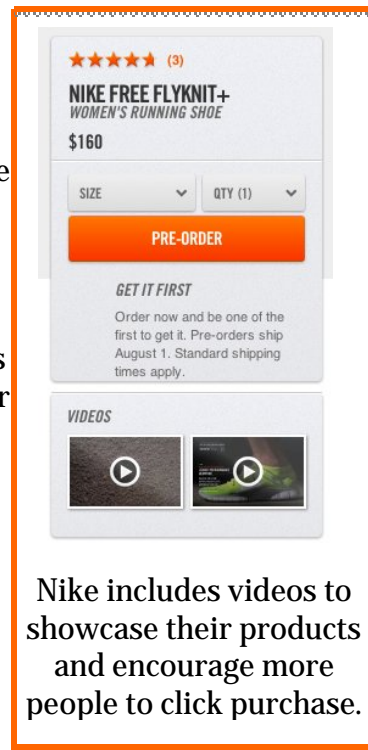 ★★★★★ (3)
NIKE FREE FLYKNIT+
WOMEN'S RUNNING SHOE
$160
SIZE QTY (1)
PRE-ORDER
GET IT FIRST
Order now and be one of the
first to get it. Pre-orders ship
August 1. Standard shipping
times apply.
VIDEOS
Nike includes videos to
showcase their products
and encourage more
people to click purchase.